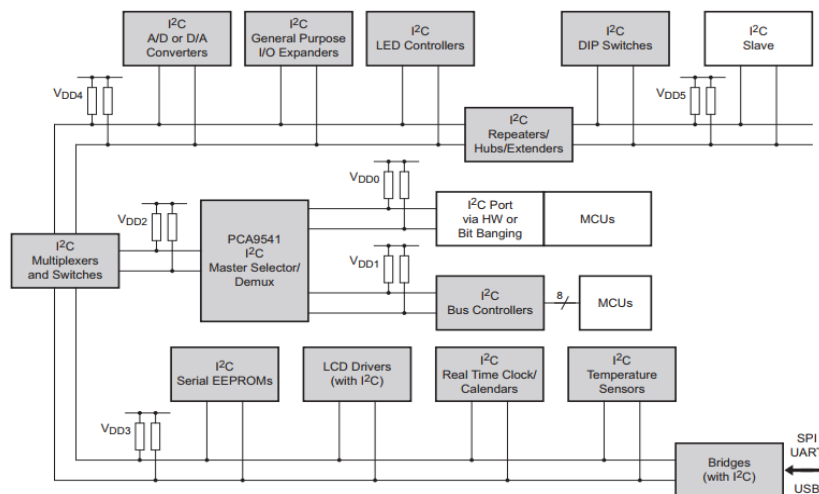 I2C
A/D or D/A
Converters
I2C
General Purpose
I/O Expanders
I2C
LED Controllers
I2C
DIP Switches
I2C
Slave
VDD4
VDD5
I2C
Repeaters/
Hubs/Extenders
VDD0
VDD2
I2C Port
via HW or
Bit Banging
MCUs
PCA9541
I2C
Master Selector/
Demux
I2C
Multiplexers
and Switches
VDD1
I2C
Bus Controllers
8
MCUs
I2C
Serial EEPROMs
LCD Drivers
(with I2C)
I2C
Real Time Clock/
Calendars
I2C
Temperature
Sensors
VDD3
Bridges
(with I2C)
SPI
UART
USB